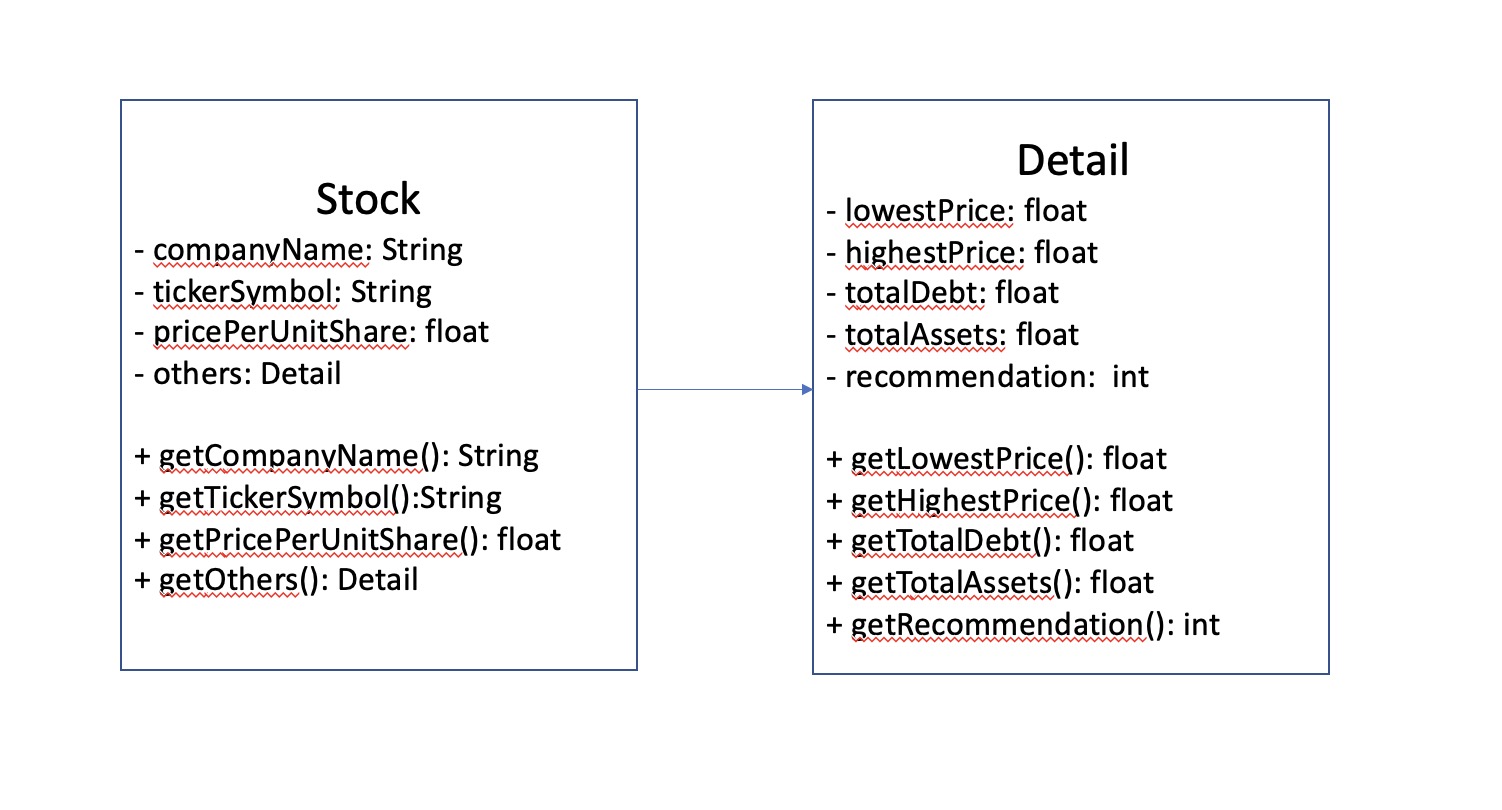 Stock
- companyName: String
- tickerSymbol: String
- pricePerUnitShare: float
- others: Detail
+ getCompanyName(): String
+ getTickerSymbol():String
+ getPricePerUnitShare(): float
+ getOthers(): Detail
Detail
- lowestPrice: float
- highestPrice: float
- totalDebt: float
- totalAssets: float
- recommendation:  int
+ getLowestPrice(): float
+ getHighestPrice(): float
+ getTotalDebt(): float
+ getTotalAssets(): float
+ getRecommendation(): int